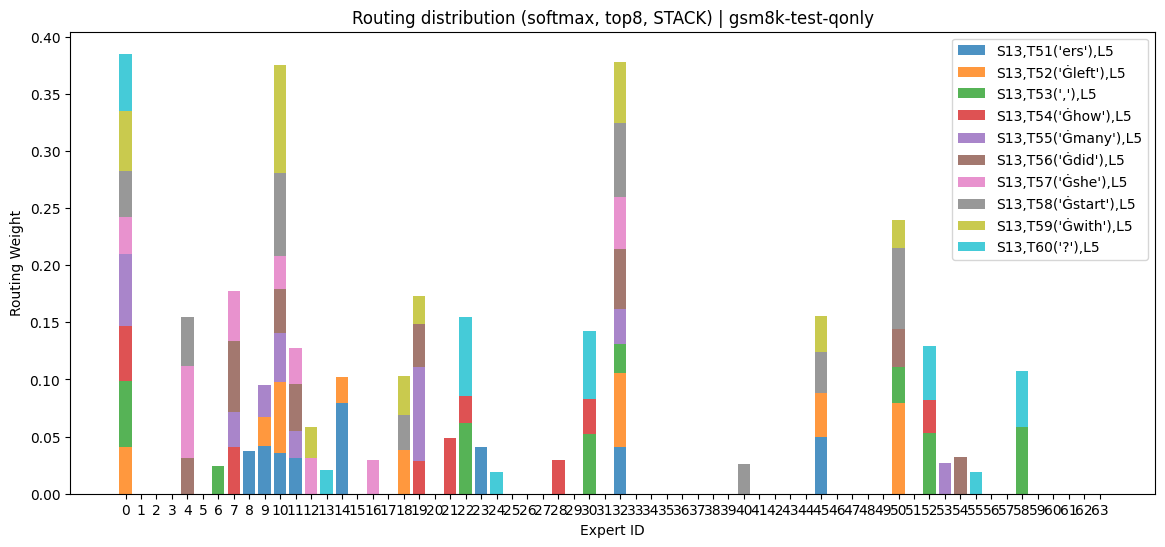 Routing distribution (softmax, top8, STACK) | gsm8k-test-qonly
0.40
0.35
0.30
0.25
0.20
0.15
0.10
0.05
0.00
Routing Weight
S13,T51('ers'),L5
S13,T52('Ġleft'),L5
S13,T53(','),L5
S13,T54('Ġhow'),L5
S13,T55('Ġmany'),L5
S13,T56('Ġdid'),L5
S13,T57('Ġshe'),L5
S13,T58('Ġstart'),L5
S13,T59('Ġwith'),L5
S13,T60('?'),L5
0 1 2 3 4 5 6 7 8 9 10 11 12 13 14 15 16 17 18 19 20 21 22 23 24 25 26 27 28 29 30 31 32 33 34 35 36 37 38 39 40 41 42 43 44 45 46 47 48 49 50 51 52 53 54 55 56 57 58 59 60 61 62 63
Expert ID